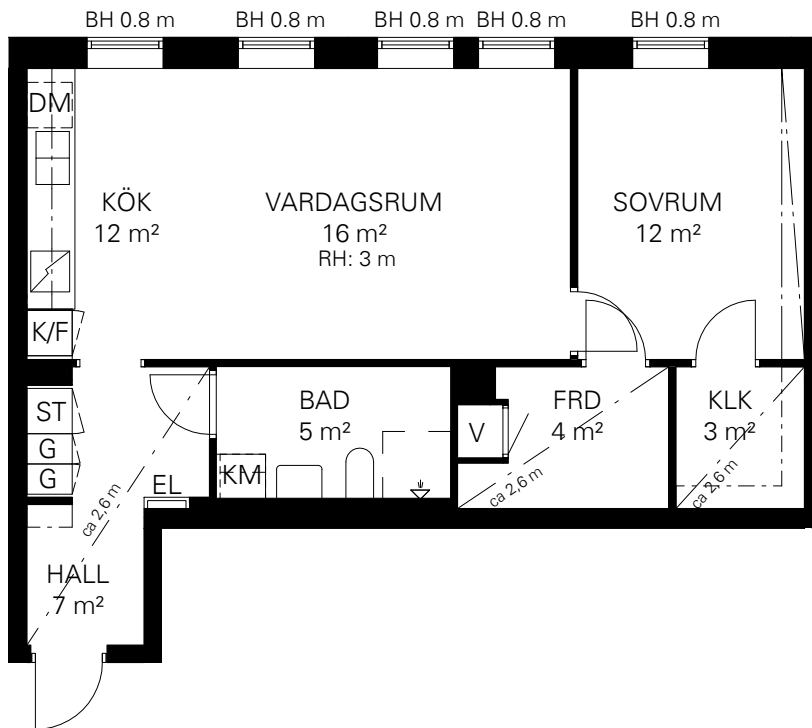 BH 0.8 m
BH 0.8 m
BH 0.8 m
BH 0.8 m
BH 0.8 m
DM
KÖK
12 m²
VARDAGSRUM
16 m²
RH: 3 m
SOVRUM
12 m²
K/F
ST
G
G
BAD
5 m²
V
FRD
4 m²
KLK
3 m²
KM
EL
ca 2,6 m
ca 2,6 m
ca 2,6 m
HALL
7 m²